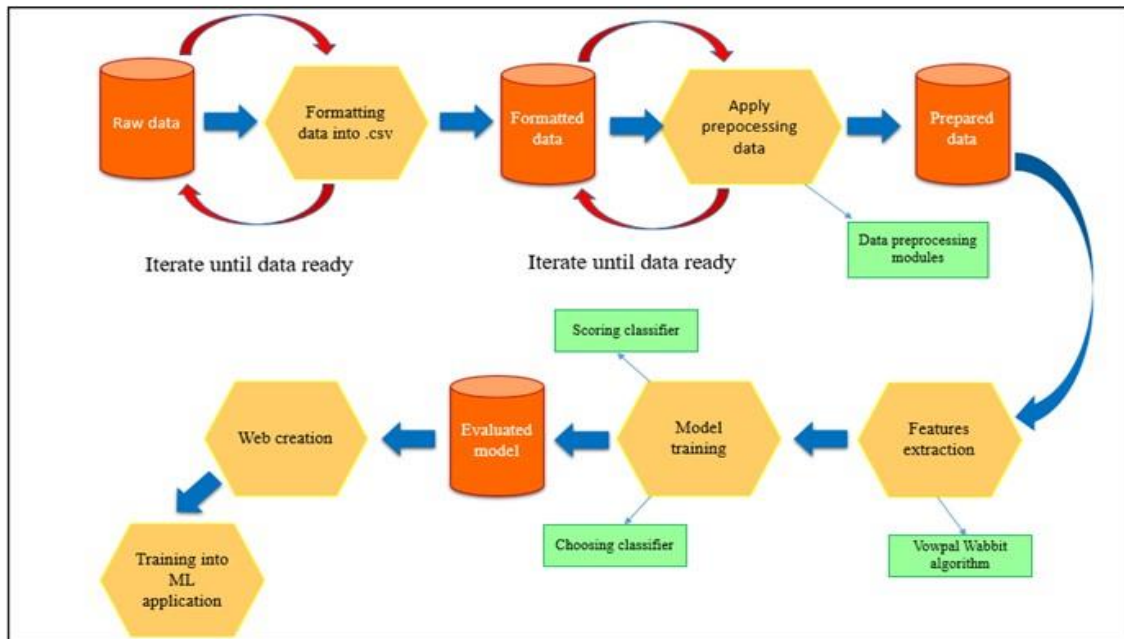 Raw data
Formatting
data into .csv
Formatted
data
Apply
prepocessing
data
Prepared
data
Iterate until data ready
Iterate until data ready
Data preprocessing
modules
Scoring classifier
Web creation
Evaluated
model
Model
training
Features
extraction
Choosing classifier
Vowpal Wabbit
algorithm
Training into
ML
application